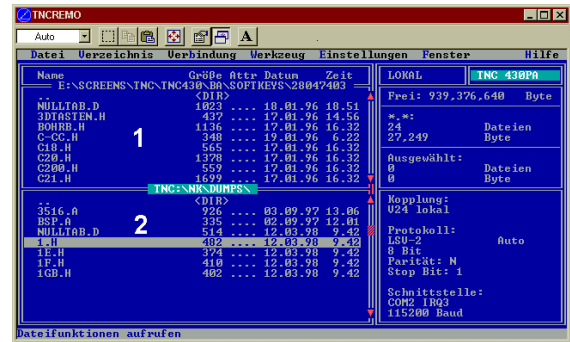 TNCREMO
Auto
A
Datei Verzeichnis Verbindung Werkzeug Einstellungen Fenster Hilfe
Name Größe Attr Datum Zeit
E:\SCREENS\TNC\TNC430\BA\SOFTKEYS\28047403
.. <DIR>
NULLTAB.D 1023 .... 18.01.96 18.51
3DTASTEN.H 437 .... 17.01.96 14.56
BOHRB.H 1136 .... 17.01.96 16.32
C-CC.H 348 .... 19.01.96 6.22
C18.H 565 .... 17.01.96 16.32
C20.H 1378 .... 17.01.96 16.32
C200.H 559 .... 17.01.96 16.32
C21.H 1699 .... 17.01.96 16.32
1
TNC:\NK\DUMPS\
.. <DIR>
3516.A 926 .... 03.09.97 13.06
BSP.A 335 .... 02.09.97 12.01
NULLTAB.D 514 .... 12.03.98 9.42
1.H 482 .... 12.03.98 9.42
1E.H 374 .... 12.03.98 9.42
1F.H 410 .... 12.03.98 9.42
1GB.H 402 .... 12.03.98 9.42
2
LOKAL TNC 430PA
Frei: 939,376,640 Byte
*.*:
24 Dateien
27,249 Byte
Ausgewählt:
0 Dateien
0 Byte
Kopplung:
V24 lokal
Protokoll:
LSV-2 Auto
8 Bit
Parität: N
Stop Bit: 1
Schnittstelle:
COM2 IRQ3
115200 Baud
Dateifunktionen aufrufen